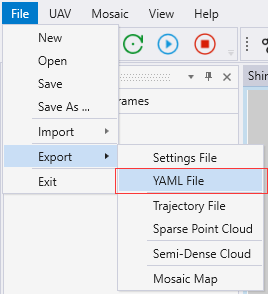 File UAV Mosaic View Help
New
Open
Save
Save As ...
Import
Export
Exit
Shir
rames
Settings File
YAML File
Trajectory File
Sparse Point Cloud
Semi-Dense Cloud
Mosaic Map